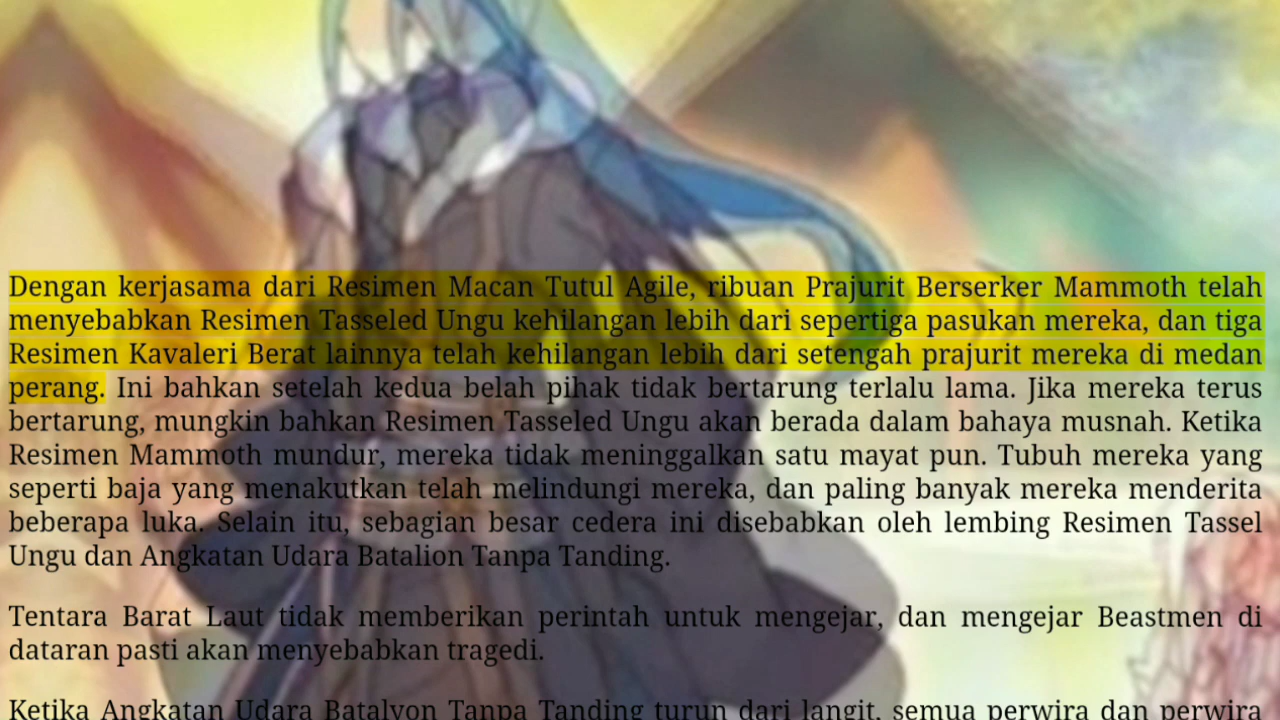 Dengan kerjasama dari Resimen Macan Tutul Agile, ribuan Prajurit Berserker Mammoth telah
menyebabkan Resimen Tasseled Ungu kehilangan lebih dari sepertiga pasukan mereka, dan tiga
Resimen Kavaleri Berat lainnya telah kehilangan lebih dari setengah prajurit mereka di medan
perang. Ini bahkan setelah kedua belah pihak tidak bertarung terlalu lama. Jika mereka terus
bertarung, mungkin bahkan Resimen Tasseled Ungu akan berada dalam bahaya musnah. Ketika
Resimen Mammoth mundur, mereka tidak meninggalkan satu mayat pun. Tubuh mereka yang
seperti baja yang menakutkan telah melindungi mereka, dan paling banyak mereka menderita
beberapa luka. Selain itu, sebagian besar cedera ini disebabkan oleh lembing Resimen Tassel
Ungu dan Angkatan Udara Batalion Tanpa Tanding.
Tentara Barat Laut tidak memberikan perintah untuk mengejar, dan mengejar Beastmen di
dataran pasti akan menyebabkan tragedi.
Ketika Angkatan Udara Batalyon Tanpa Tanding turun dari langit, semua perwira dan perwira